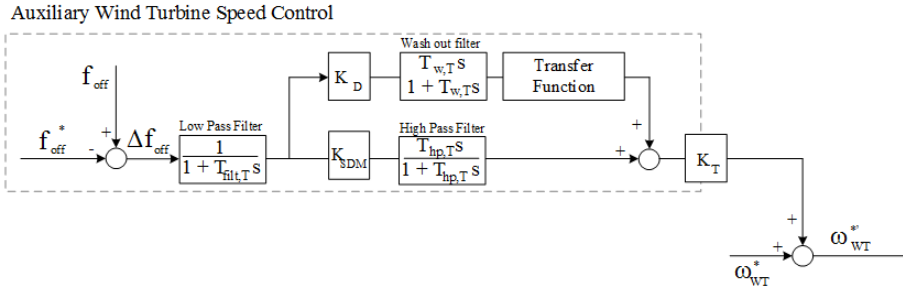 Auxiliary Wind Turbine Speed Control
f off
f off *
+
-
Δf off
Low Pass Filter
1
1 + T filt,T s
K D
Wash out filter
T w,T s
1 + T w,T s
Transfer
Function
K SDM
High Pass Filter
T hp,T s
1 + T hp,T s
+
+
K T
+
+
ω WT *
ω WT *'